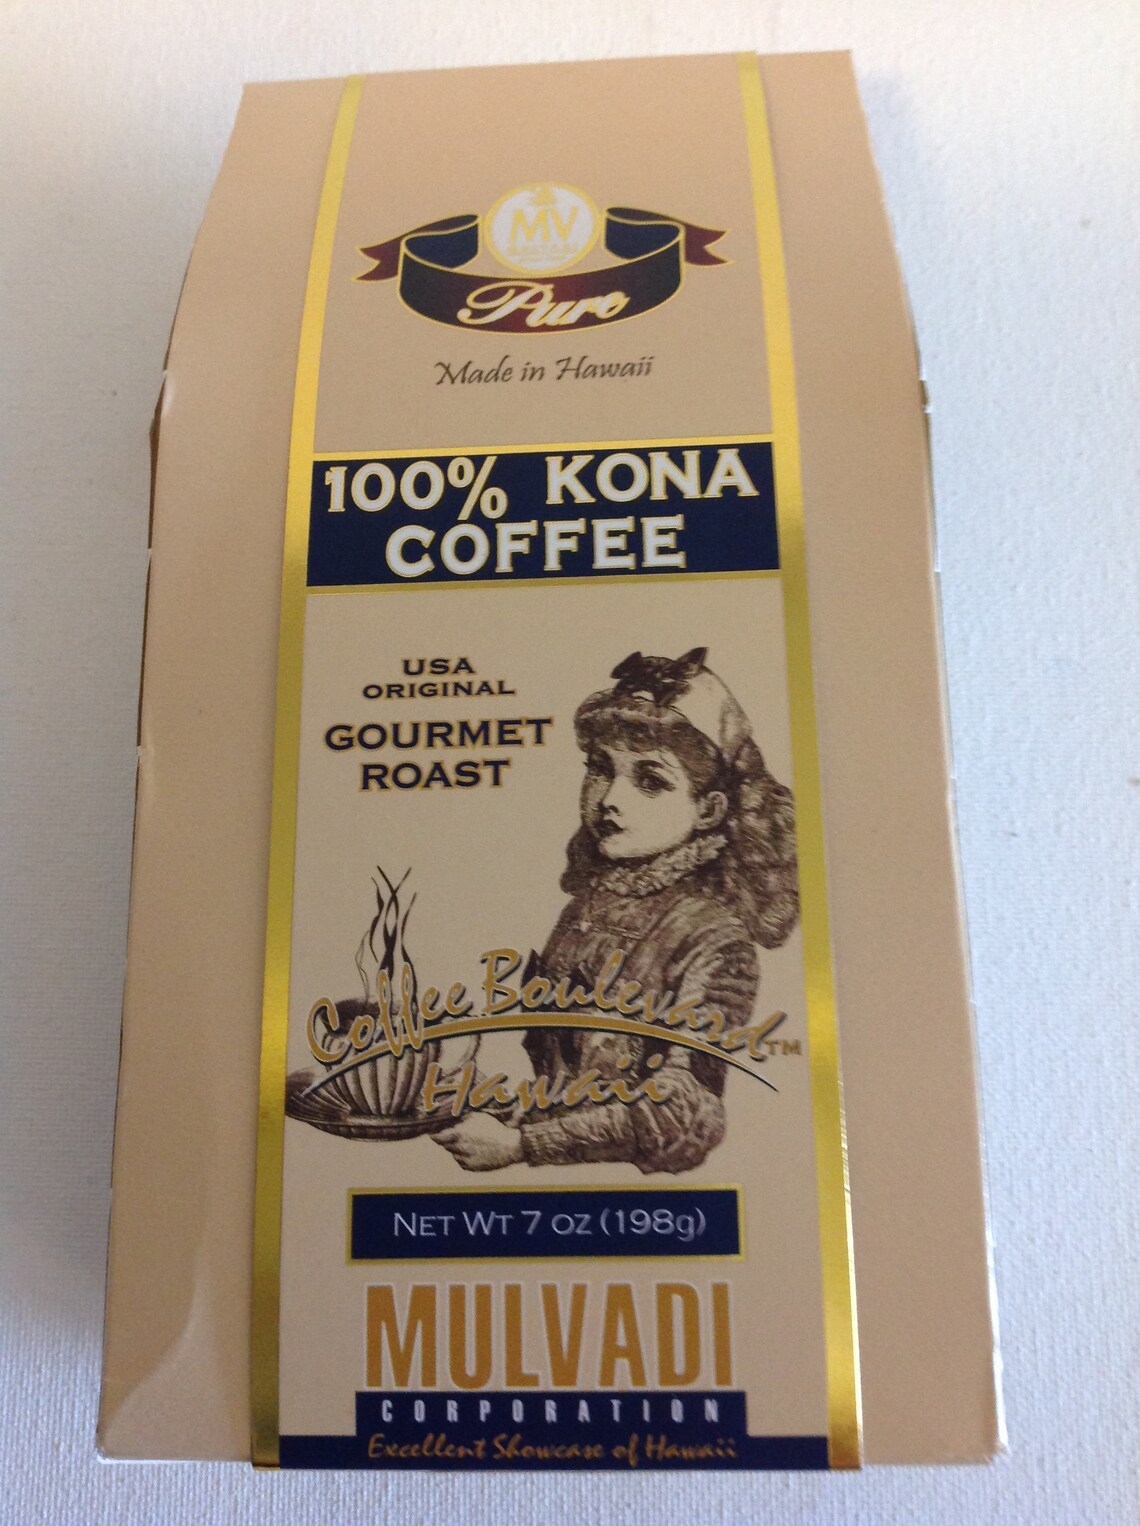 MV
Pure
Made in Hawaii
100% KONA
COFFEE
USA
ORIGINAL
GOURMET
ROAST
Coffee Boulevard™
Hawaii
NET WT 7 OZ (198g)
MULVADI
CORPORATION
Excellent Showcase of Hawaii